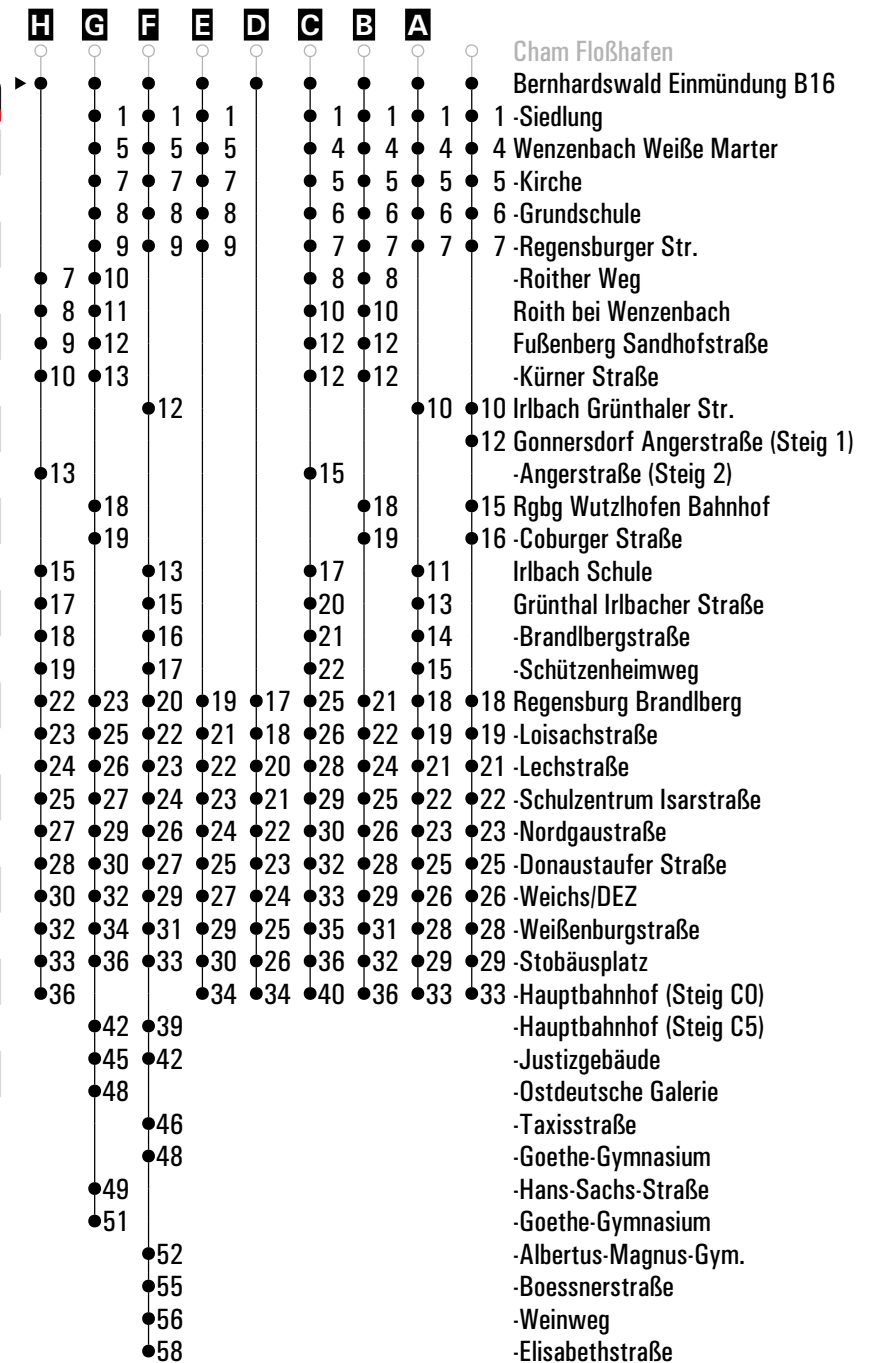 H G F E D C B A
Cham Floßhafen
Bernhardswald Einmündung B16
1 1 1 1 1 1 1 -Siedlung
5 5 5 4 4 4 4 Wenzenbach Weiße Marter
7 7 7 5 5 5 5 -Kirche
8 8 8 6 6 6 6 -Grundschule
9 9 9 7 7 7 7 -Regensburger Str.
7 10 8 8 -Roither Weg
8 11 10 10 Roith bei Wenzenbach
9 12 12 12 Fußenberg Sandhofstraße
10 13 12 12 -Kürner Straße
12 10 10 Irlbach Grünthaler Str.
12 Gonnersdorf Angerstraße (Steig 1)
13 15 -Angerstraße (Steig 2)
18 18 15 Rgbg Wutzlhofen Bahnhof
19 19 16 -Coburger Straße
15 13 17 11 Irlbach Schule
17 15 20 13 Grünthal Irlbacher Straße
18 16 21 14 -Brandlbergstraße
19 17 22 15 -Schützenheimweg
22 23 20 19 17 25 21 18 18 Regensburg Brandlberg
23 25 22 21 18 26 22 19 19 -Loisachstraße
24 26 23 22 20 28 24 21 21 -Lechstraße
25 27 24 23 21 29 25 22 22 -Schulzentrum Isarstraße
27 29 26 24 22 30 26 23 23 -Nordgaustraße
28 30 27 25 23 32 28 25 25 -Donaustaufer Straße
30 32 29 27 24 33 29 26 26 -Weichs/DEZ
32 34 31 29 25 35 31 28 28 -Weißenburgstraße
33 36 33 30 26 36 32 29 29 -Stobäusplatz
36 34 34 40 36 33 33 -Hauptbahnhof (Steig C0)
42 39 -Hauptbahnhof (Steig C5)
45 42 -Justizgebäude
48 -Ostdeutsche Galerie
46 -Taxisstraße
48 -Goethe-Gymnasium
49 -Hans-Sachs-Straße
51 -Goethe-Gymnasium
52 -Albertus-Magnus-Gym.
55 -Boessnerstraße
56 -Weinweg
58 -Elisabethstraße